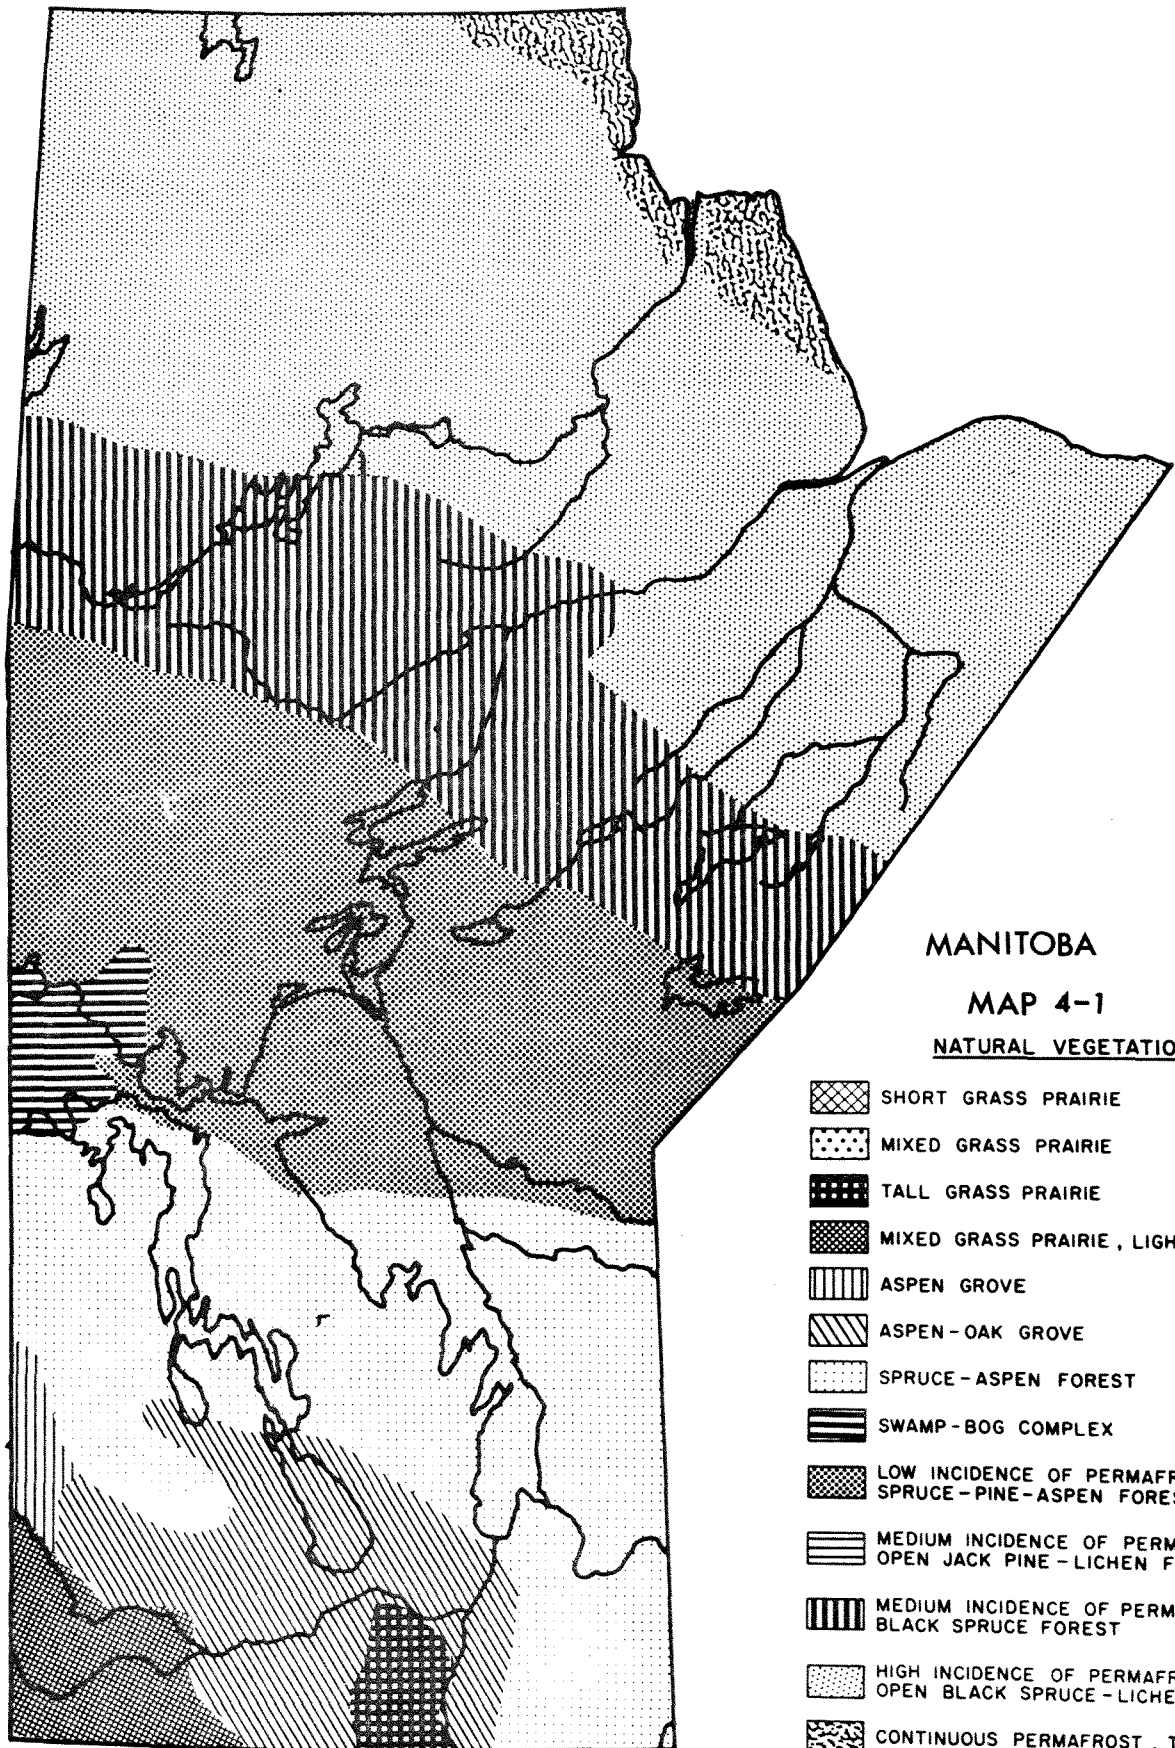 MANITOBA
MAP 4-1
NATURAL VEGETATIO
SHORT GRASS PRAIRIE
MIXED GRASS PRAIRIE
TALL GRASS PRAIRIE
MIXED GRASS PRAIRIE, LIGH
ASPEN GROVE
ASPEN-OAK GROVE
SPRUCE-ASPEN FOREST
SWAMP-BOG COMPLEX
LOW INCIDENCE OF PERMAFR
SPRUCE-PINE-ASPEN FORES
MEDIUM INCIDENCE OF PERM
OPEN JACK PINE-LICHEN F
MEDIUM INCIDENCE OF PERM
BLACK SPRUCE FOREST
HIGH INCIDENCE OF PERMAFR
OPEN BLACK SPRUCE-LICHE
CONTINUOUS PERMAFROST, T